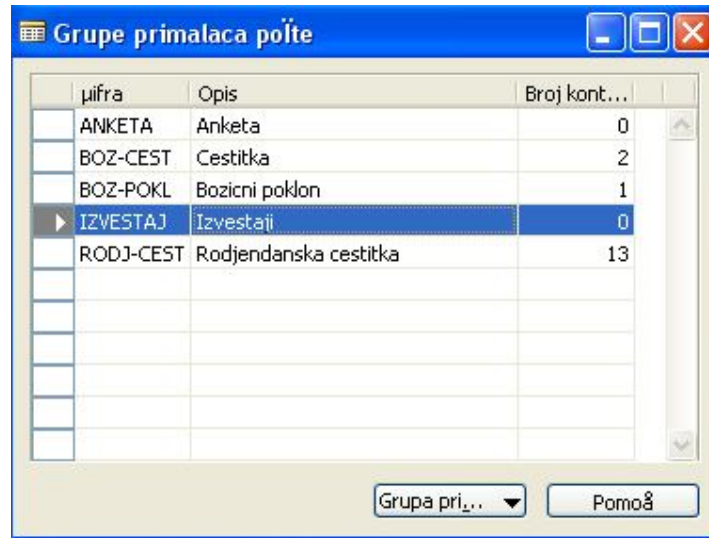 Grupe primalaca poÏte
µifra Opis Broj kont...
ANKETA Anketa 0
BOZ-CEST Cestitka 2
BOZ-POKL Bozicni poklon 1
IZVESTAJ Izvestaji 0
RODJ-CEST Rodjendanska cestitka 13
Grupa pri... Pomoå